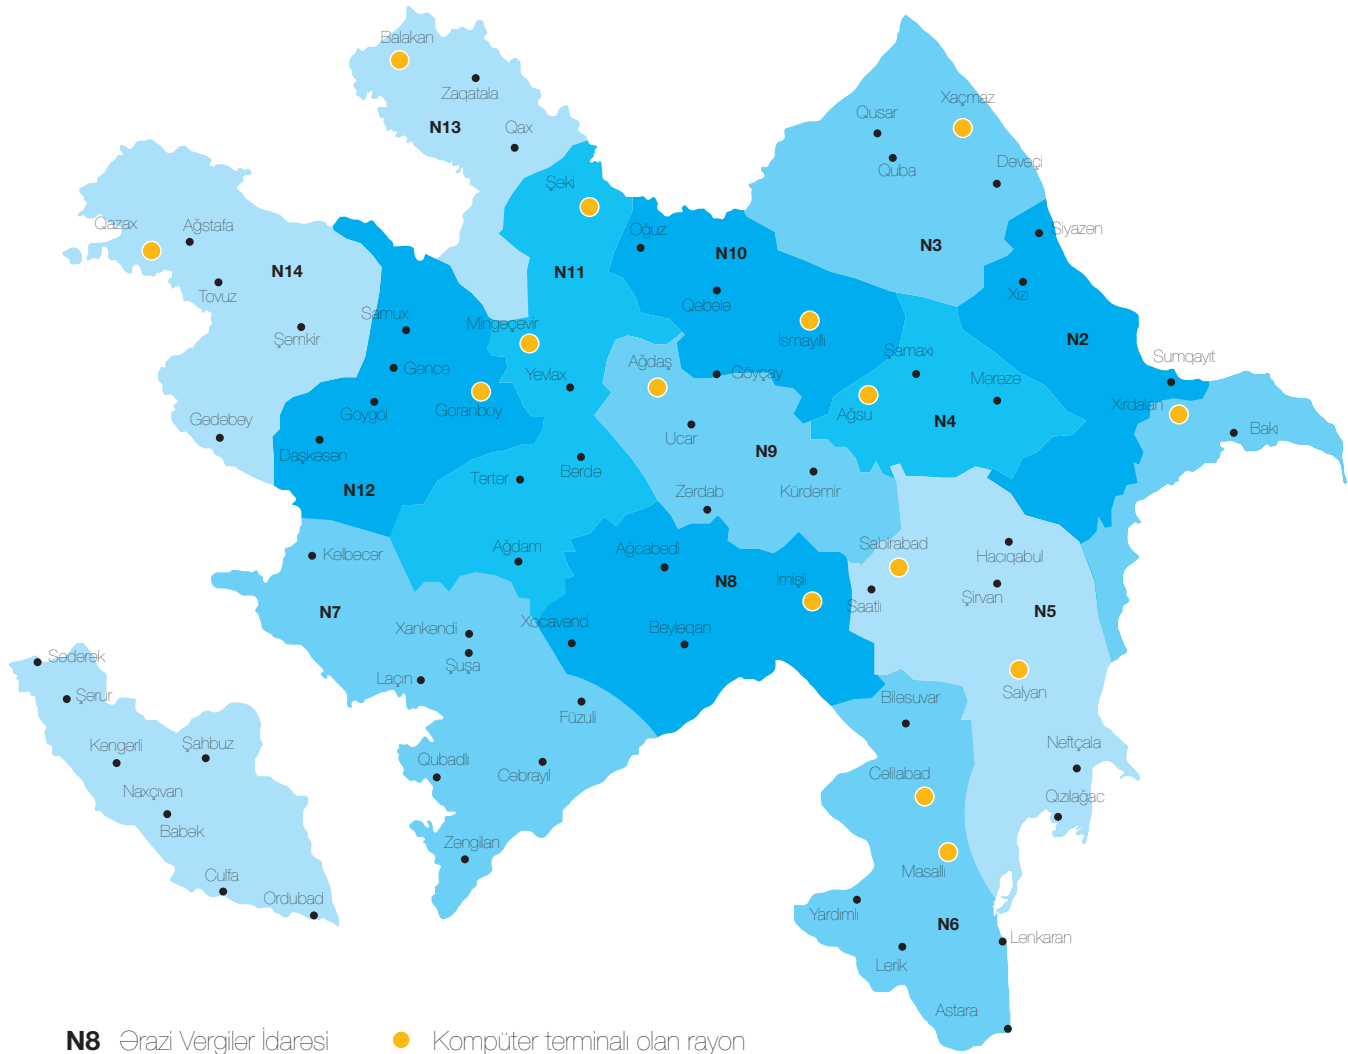 Balakan
Zaqatala
N13
Qax
Xaçmaz
Qusar
Quba
Dəvəçi
Şəki
Qazax
Ağstafa
Siyəzən
Oğuz
N10
N3
N14
N11
Tovuz
Qəbələ
Xızı
Samux
Mingəçevir
Şəmkir
İsmayıllı
N2
Şamaxı
Sumqayıt
Ağdaş
Gəncə
Yevlax
Göyçay
Mərəzə
Göygöl
Goranboy
Ağsu
Xırdalan
N4
Gədəbəy
Ucar
Bakı
Daşkəsən
N9
Bərdə
Tərtər
Kürdəmir
N12
Zərdab
Kəlbəcər
Ağdam
Ağcabədi
Sabirabad
Hacıqabul
N8
İmişli
Saatlı
Şirvan
N7
N5
Xankəndi
Xocavənd
Beyləqan
Sədərək
Şuşa
Laçın
Salyan
Şərur
Biləsuvar
Füzuli
Kəngərli
Şahbuz
Neftçala
Qubadlı
Cəbrayıl
Cəlilabad
Naxçıvan
Qızılağac
Babək
Zəngilan
Masallı
Culfa
Ordubad
Yardımlı
N6
Lənkaran
Lerik
Astara
N8 Ərazi Vergilər İdarəsi
Kompüter terminalı olan rayon